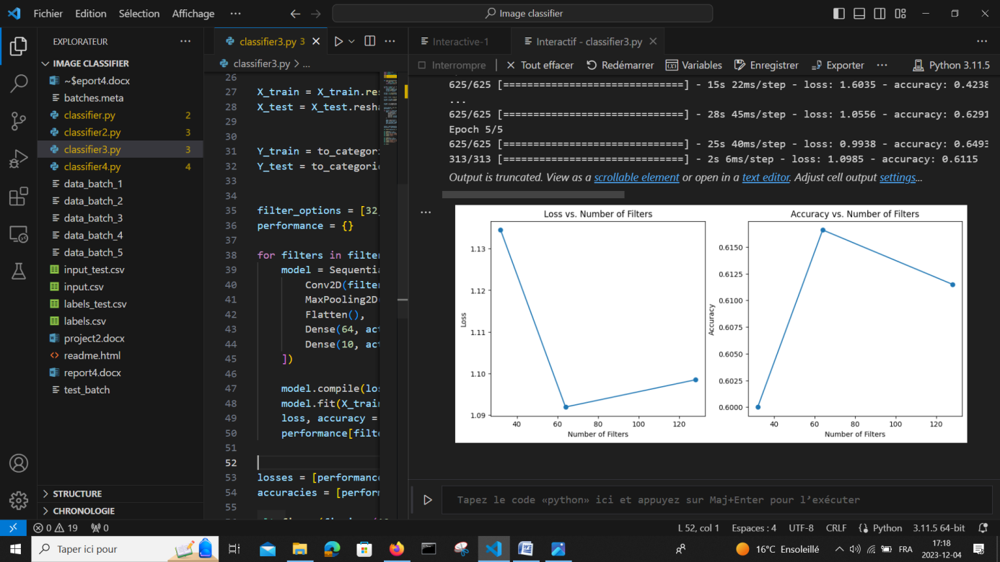 Fichier Edition Sélection Affichage ··· Image classifier
EXPLORATEUR ···
IMAGE CLASSIFIER
~$eport4.docx
batches.meta
classifier.py 2
classifier2.py 3
classifier3.py 3
classifier4.py 4
data_batch_1
data_batch_2
data_batch_3
data_batch_4
data_batch_5
input_test.csv
input.csv
labels_test.csv
labels.csv
project2.docx
readme.html
report4.docx
test_batch
STRUCTURE
CHRONOLOGIE
classifier3.py 3
classifier3.py > ...
26
27 X_train = X_train.res
28 X_test = X_test.resha
29
30
31 Y_train = to_categori
32 Y_test = to_categoric
33
34
35 filter_options = [32,
36 performance = {}
37
38 for filters in filter
39 model = Sequentia
40 Conv2D(filter
41 MaxPooling2D(
42 Flatten(),
43 Dense(64, act
44 Dense(10, act
45 ])
46
47 model.compile(los
48 model.fit(X_train
49 loss, accuracy =
50 performance[filte
51
52
53 losses = [performance
54 accuracies = [perform
55
Interactive-1 Interactif - classifier3.py
Interrompre Tout effacer Redémarrer Variables Enregistrer Exporter ··· Python 3.11.5
625/625 [==============================] - 15s 22ms/step - loss: 1.6035 - accuracy: 0.4238
...
625/625 [==============================] - 28s 45ms/step - loss: 1.0556 - accuracy: 0.6291
Epoch 5/5
625/625 [==============================] - 25s 40ms/step - loss: 0.9938 - accuracy: 0.6493
313/313 [==============================] - 2s 6ms/step - loss: 1.0985 - accuracy: 0.6115
Output is truncated. View as a scrollable element or open in a text editor. Adjust cell output settings...
Loss vs. Number of Filters
1.13
1.12
1.11
1.10
1.09
Loss
40 60 80 100 120
Number of Filters
Accuracy vs. Number of Filters
0.6150
0.6125
0.6100
0.6075
0.6050
0.6025
0.6000
Accuracy
40 60 80 100 120
Number of Filters
Tapez le code «python» ici et appuyez sur Maj+Enter pour l’exécuter
0 19 0 L 52, col 1 Espaces : 4 UTF-8 CRLF Python 3.11.5 64-bit
Taper ici pour 16°C Ensoleillé FRA 17:18
2023-12-04